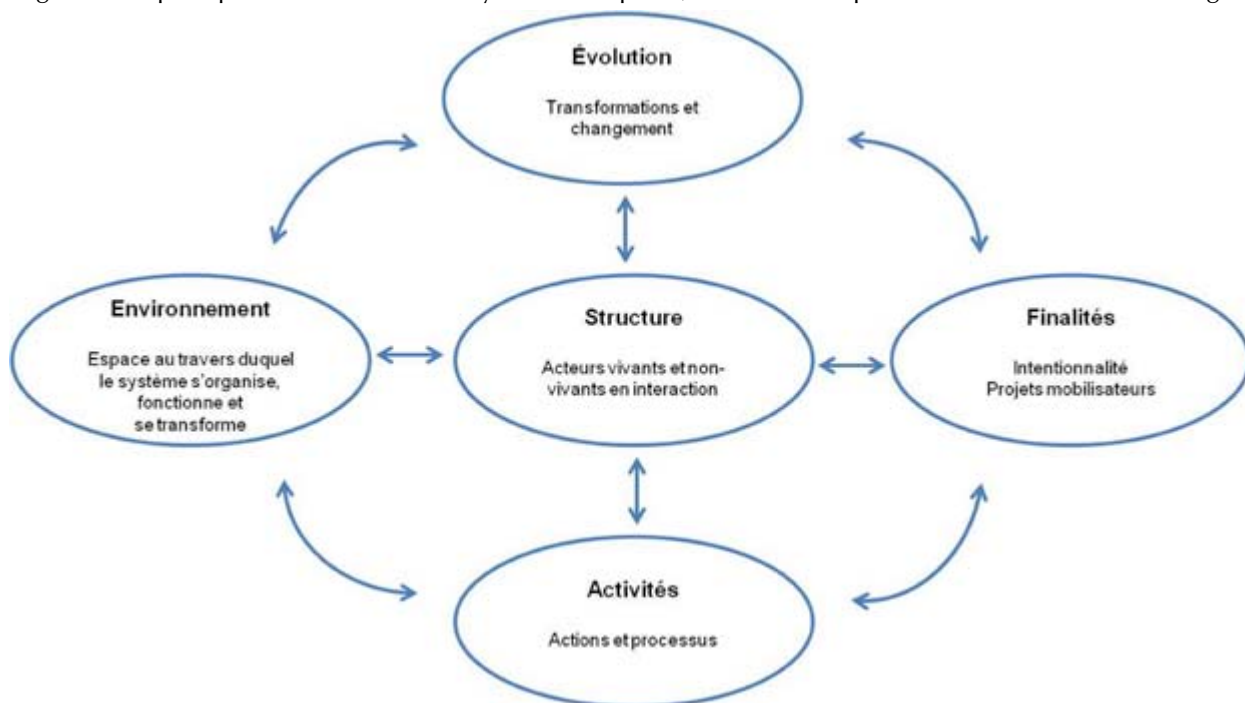 Évolution
Transformations et
changement
Environnement
Espace au travers duquel
le système s'organise,
fonctionne et
se transforme
Structure
Acteurs vivants et non-
vivants en interaction
Finalités
Intentionnalité
Projets mobilisateurs
Activités
Actions et processus